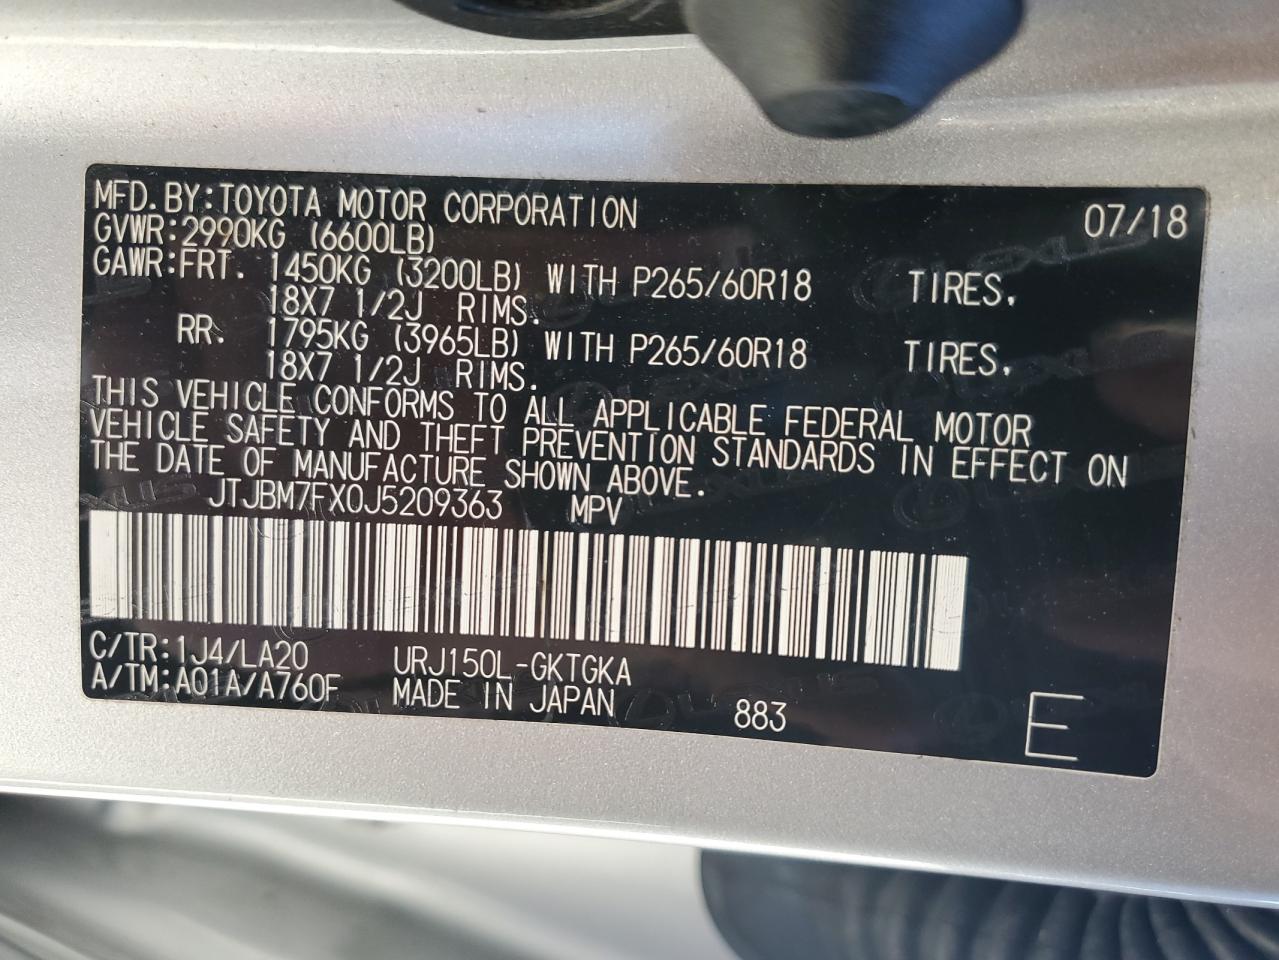 MFD. BY:TOYOTA MOTOR CORPORATION 07/18
GVWR:2990KG (6600LB)
GAWR:FRT. 1450KG (3200LB) WITH P265/60R18 TIRES.
18X7 1/2J RIMS.
RR. 1795KG (3965LB) WITH P265/60R18 TIRES.
18X7 1/2J RIMS.
THIS VEHICLE CONFORMS TO ALL APPLICABLE FEDERAL MOTOR
VEHICLE SAFETY AND THEFT PREVENTION STANDARDS IN EFFECT ON
THE DATE OF MANUFACTURE SHOWN ABOVE.
JTJBM7FX0J5209363 MPV
C/TR:1J4/LA20 URJ150L-GKTGKA
A/TM:A01A/A760F MADE IN JAPAN 883 E